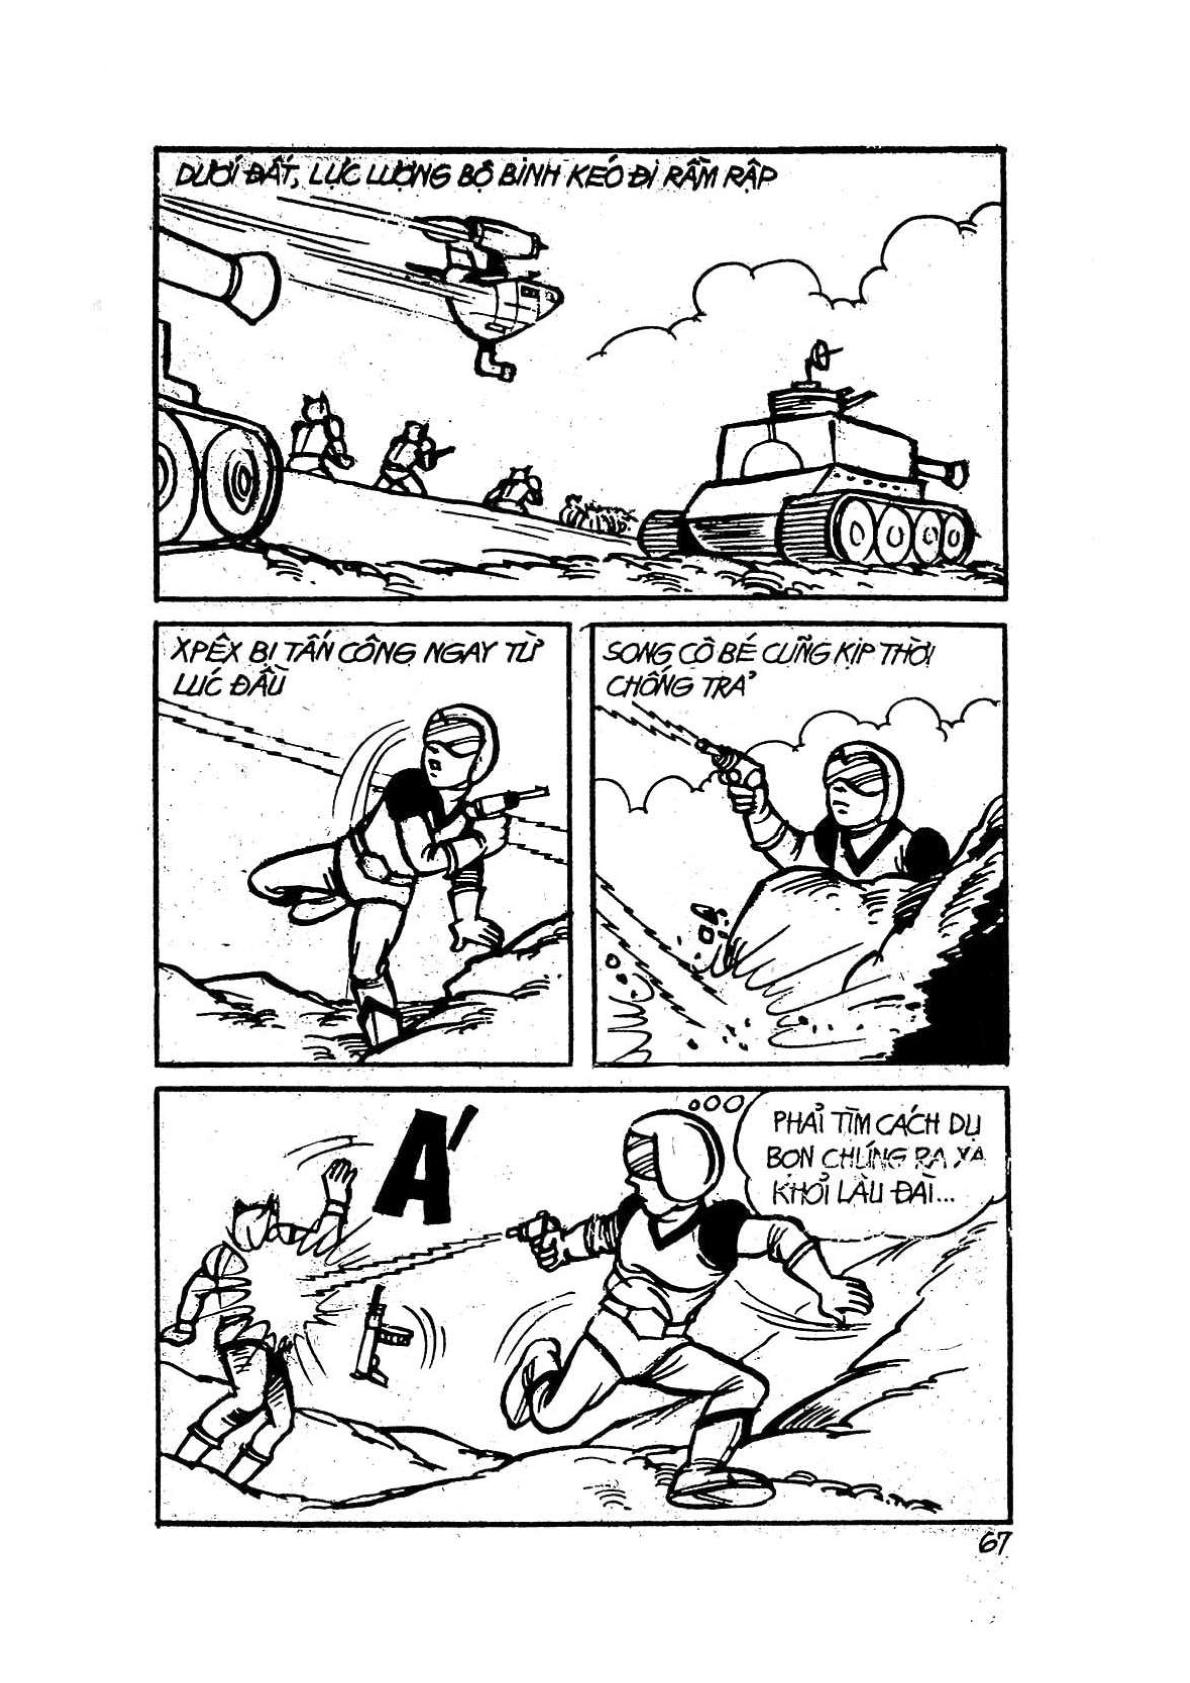 DƯỚI ĐẤT, LỰC LƯỢNG BỘ BINH KÉO ĐI RẦM RẬP
XPÊX BỊ TẤN CÔNG NGAY TỪ
LÚC ĐẦU
SONG CÔ BÉ CŨNG KỊP THỜI
CHỐNG TRẢ
PHẢI TÌM CÁCH DỤ
BỌN CHÚNG RA XA
KHỎI LÂU ĐÀI...
Á
67